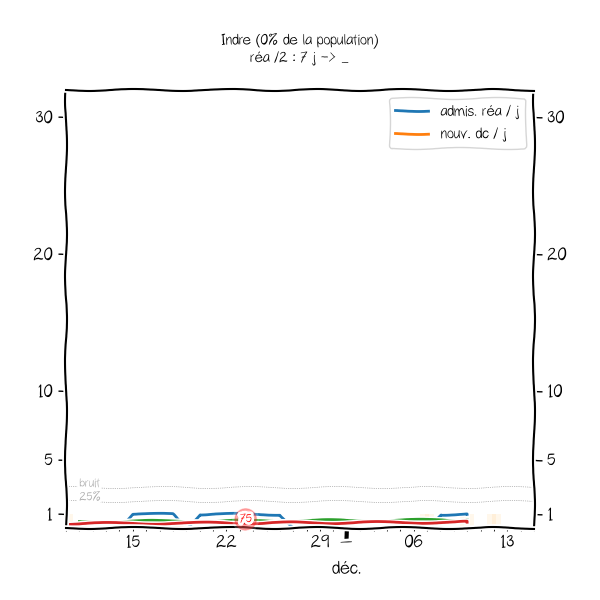 Indre (0% de la population)
réa /2 : 7 j -> _
admis. réa / j
nouv. dc / j
30
30
20
20
10
10
5
5
bruit
25%
1
75
1
15
22
29
06
13
déc.